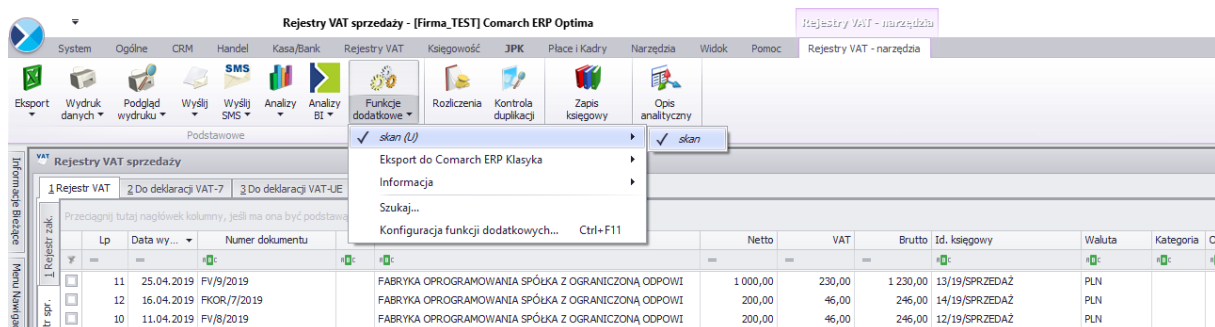 Rejestry VAT sprzedaży - [Firma_TEST] Comarch ERP Optima
Rejestry VAT - narzędzia
System Ogólne CRM Handel Kasa/Bank Rejestry VAT Księgowość JPK Płace i Kadry Narzędzia Widok Pomoc Rejestry VAT - narzędzia
SMS
Eksport Wydruk danych Podgląd wydruku Wyślij Wyślij SMS Analizy Analizy BI Funkcje dodatkowe Rozliczenia Kontrola duplikacji Zapis księgowy Opis analityczny
Podstawowe
skan (U)
skan
Eksport do Comarch ERP Klasyka
Informacja
Szukaj...
Konfiguracja funkcji dodatkowych... Ctrl+F11
Informacje Bieżące
VAT Rejestry VAT sprzedaży
1 Rejestr VAT 2 Do deklaracji VAT-7 3 Do deklaracji VAT-UE
1 Rejestr zak.
Przeciągnij tutaj nagłówek kolumny, jeśli ma ona być podstawą
Lp Data wy... Numer dokumentu Netto VAT Brutto Id. księgowy Waluta Kategoria
11 25.04.2019 FV/9/2019 FABRYKA OPROGRAMOWANIA SPÓŁKA Z OGRANICZONĄ ODPOWI 1 000,00 230,00 1 230,00 13/19/SPRZEDAŻ PLN
12 16.04.2019 FKOR/7/2019 FABRYKA OPROGRAMOWANIA SPÓŁKA Z OGRANICZONĄ ODPOWI 200,00 46,00 246,00 14/19/SPRZEDAŻ PLN
10 11.04.2019 FV/8/2019 FABRYKA OPROGRAMOWANIA SPÓŁKA Z OGRANICZONĄ ODPOWI 200,00 46,00 246,00 12/19/SPRZEDAŻ PLN